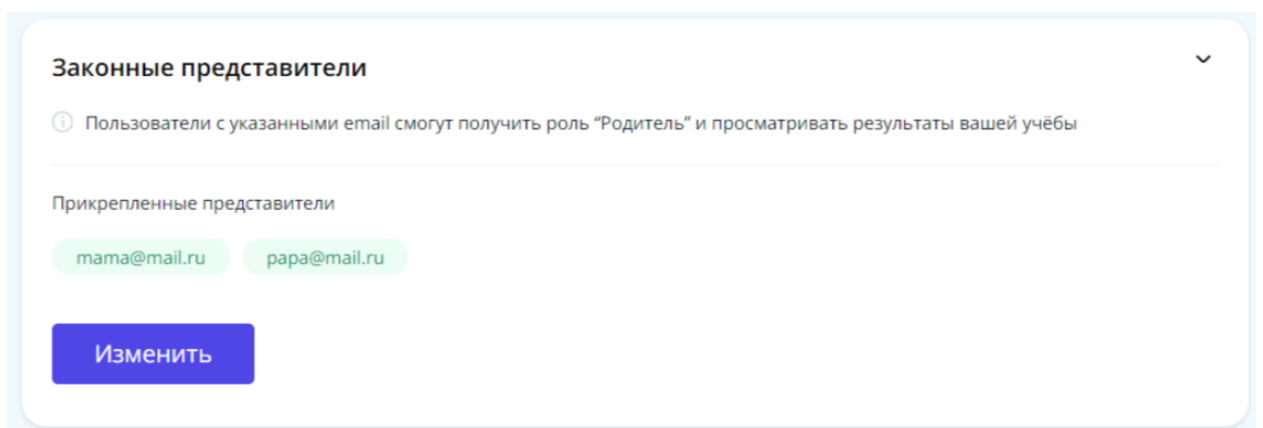 Законные представители
Пользователи с указанными email смогут получить роль “Родитель” и просматривать результаты вашей учёбы
Прикрепленные представители
mama@mail.ru papa@mail.ru
Изменить